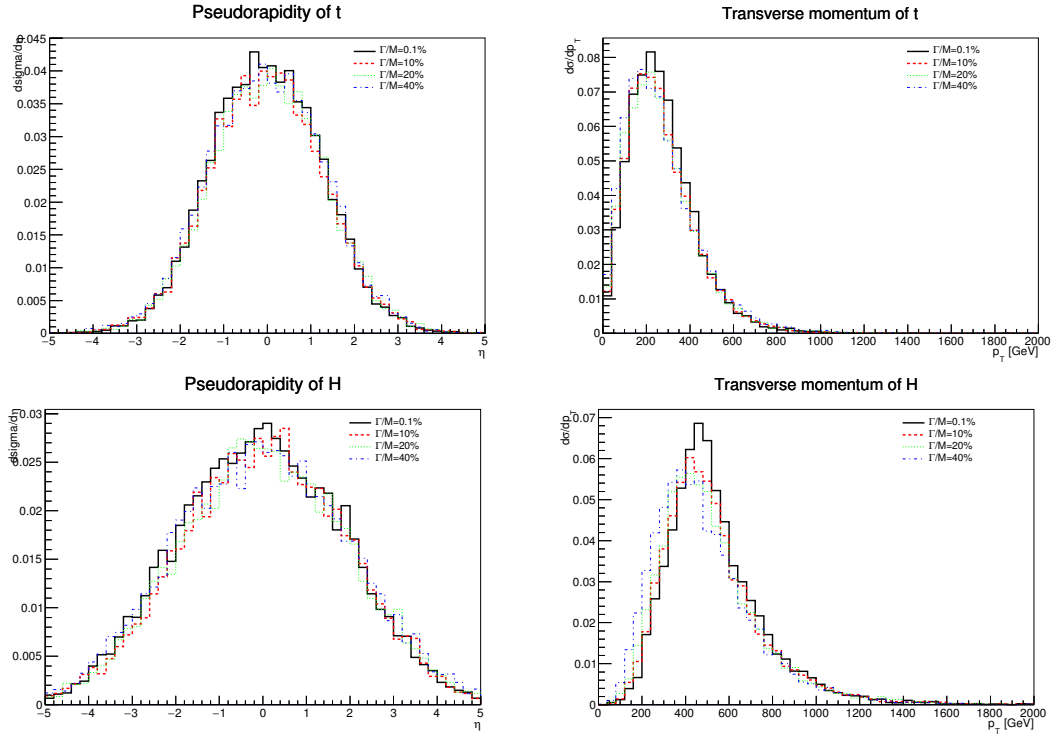 Pseudorapidity of t
dsigma/dη
0.045
0.04
0.035
0.03
0.025
0.02
0.015
0.01
0.005
0
−5 −4 −3 −2 −1 0 1 2 3 4 5
η
Γ/M=0.1%
Γ/M=10%
Γ/M=20%
Γ/M=40%
Transverse momentum of t
dσ/dp_T
0.08
0.07
0.06
0.05
0.04
0.03
0.02
0.01
0
0 200 400 600 800 1000 1200 1400 1600 1800 2000
p_T [GeV]
Γ/M=0.1%
Γ/M=10%
Γ/M=20%
Γ/M=40%
Pseudorapidity of H
dsigma/dη
0.03
0.025
0.02
0.015
0.01
0.005
0
−5 −4 −3 −2 −1 0 1 2 3 4 5
η
Γ/M=0.1%
Γ/M=10%
Γ/M=20%
Γ/M=40%
Transverse momentum of H
dσ/dp_T
0.07
0.06
0.05
0.04
0.03
0.02
0.01
0
0 200 400 600 800 1000 1200 1400 1600 1800 2000
p_T [GeV]
Γ/M=0.1%
Γ/M=10%
Γ/M=20%
Γ/M=40%